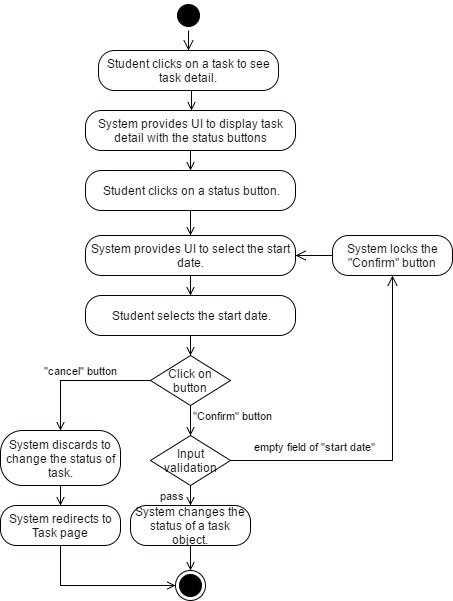 Student clicks on a task to see
task detail.
System provides UI to display task
detail with the status buttons
Student clicks on a status button.
System provides UI to select the start
date.
System locks the
"Confirm" button
Student selects the start date.
Click on
button
"cancel" button
"Confirm" button
System discards to
change the status of
task.
Input
validation
empty field of "start date"
pass
System redirects to
Task page
System changes the
status of a task
object.